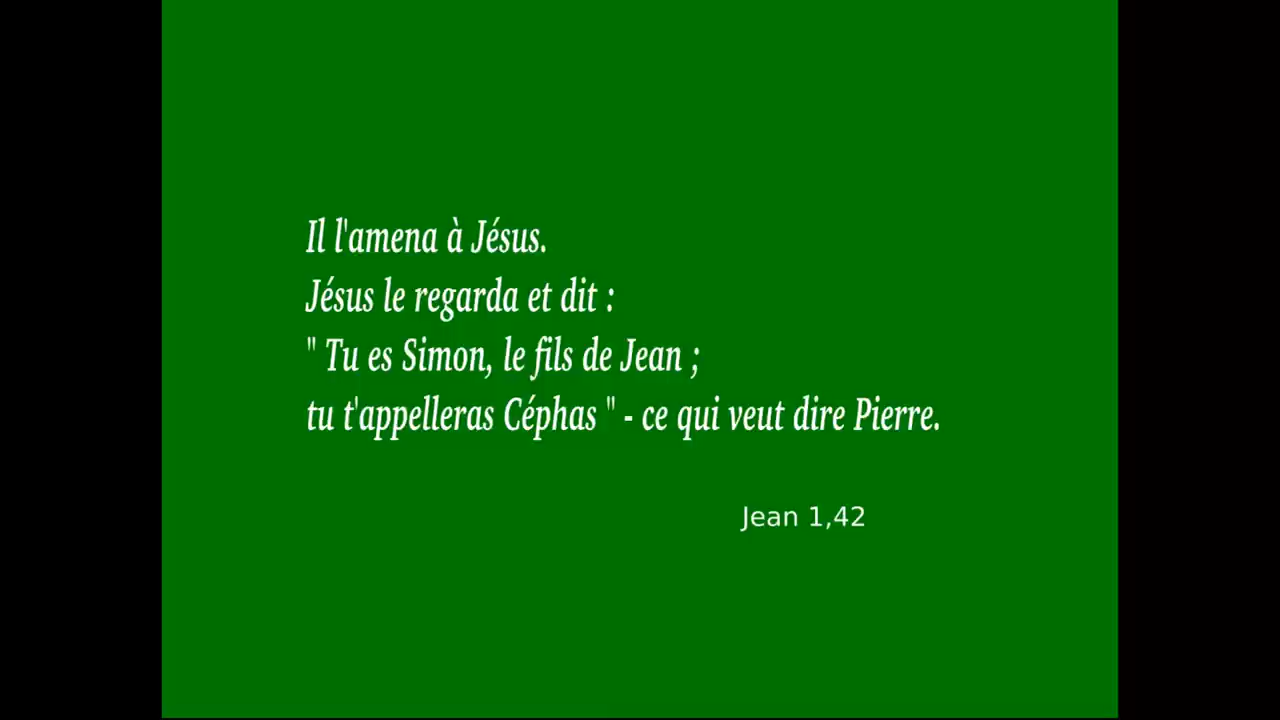 Il l'amena à Jésus.
Jésus le regarda et dit :
" Tu es Simon, le fils de Jean ;
tu t'appelleras Céphas " - ce qui veut dire Pierre.
Jean 1,42